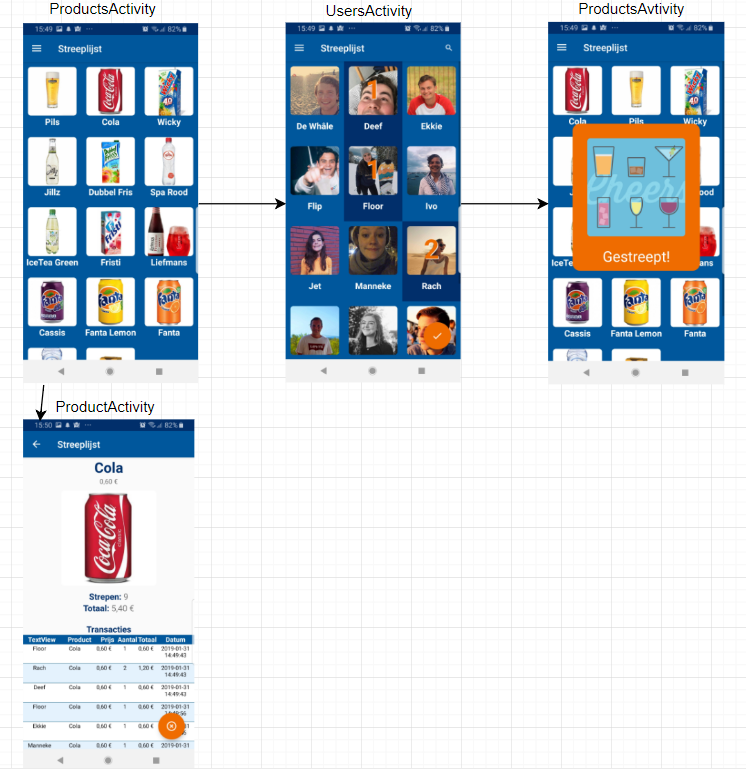 ProductsActivity
15:49 82%
Streeplijst
Pils Cola Wicky
Jillz Dubbel Fris Spa Rood
IceTea Green Fristi Liefmans
Cassis Fanta Lemon Fanta
UsersActivity
15:49 82%
Streeplijst
1
De Whäle Deef Ekkie
1
Flip Floor Ivo
2
Jet Manneke Rach
ProductsAvtivity
15:49 82%
Streeplijst
Cola Pils Wicky
Cheers
Gestreept!
IceTe
Cassis Fanta Lemon Fanta
ProductActivity
15:50 82%
Streeplijst
Cola
0,60 €
Coca-Cola
CLASSIC
Strepen: 9
Totaal: 5,40 €
Transacties
TextView Product Prijs Aantal Totaal Datum
Floor Cola 0,60 € 1 0,60 € 2019-01-31
14:49:43
Rach Cola 0,60 € 2 1,20 € 2019-01-31
14:49:43
Deef Cola 0,60 € 1 0,60 € 2019-01-31
14:49:43
Floor Cola 0,60 € 1 0,60 € 2019-01-31
Ekkie Cola 0,60 € 1 0,60 €
Manneke Cola 0,60 € 1 0,60 € 2019-01-31